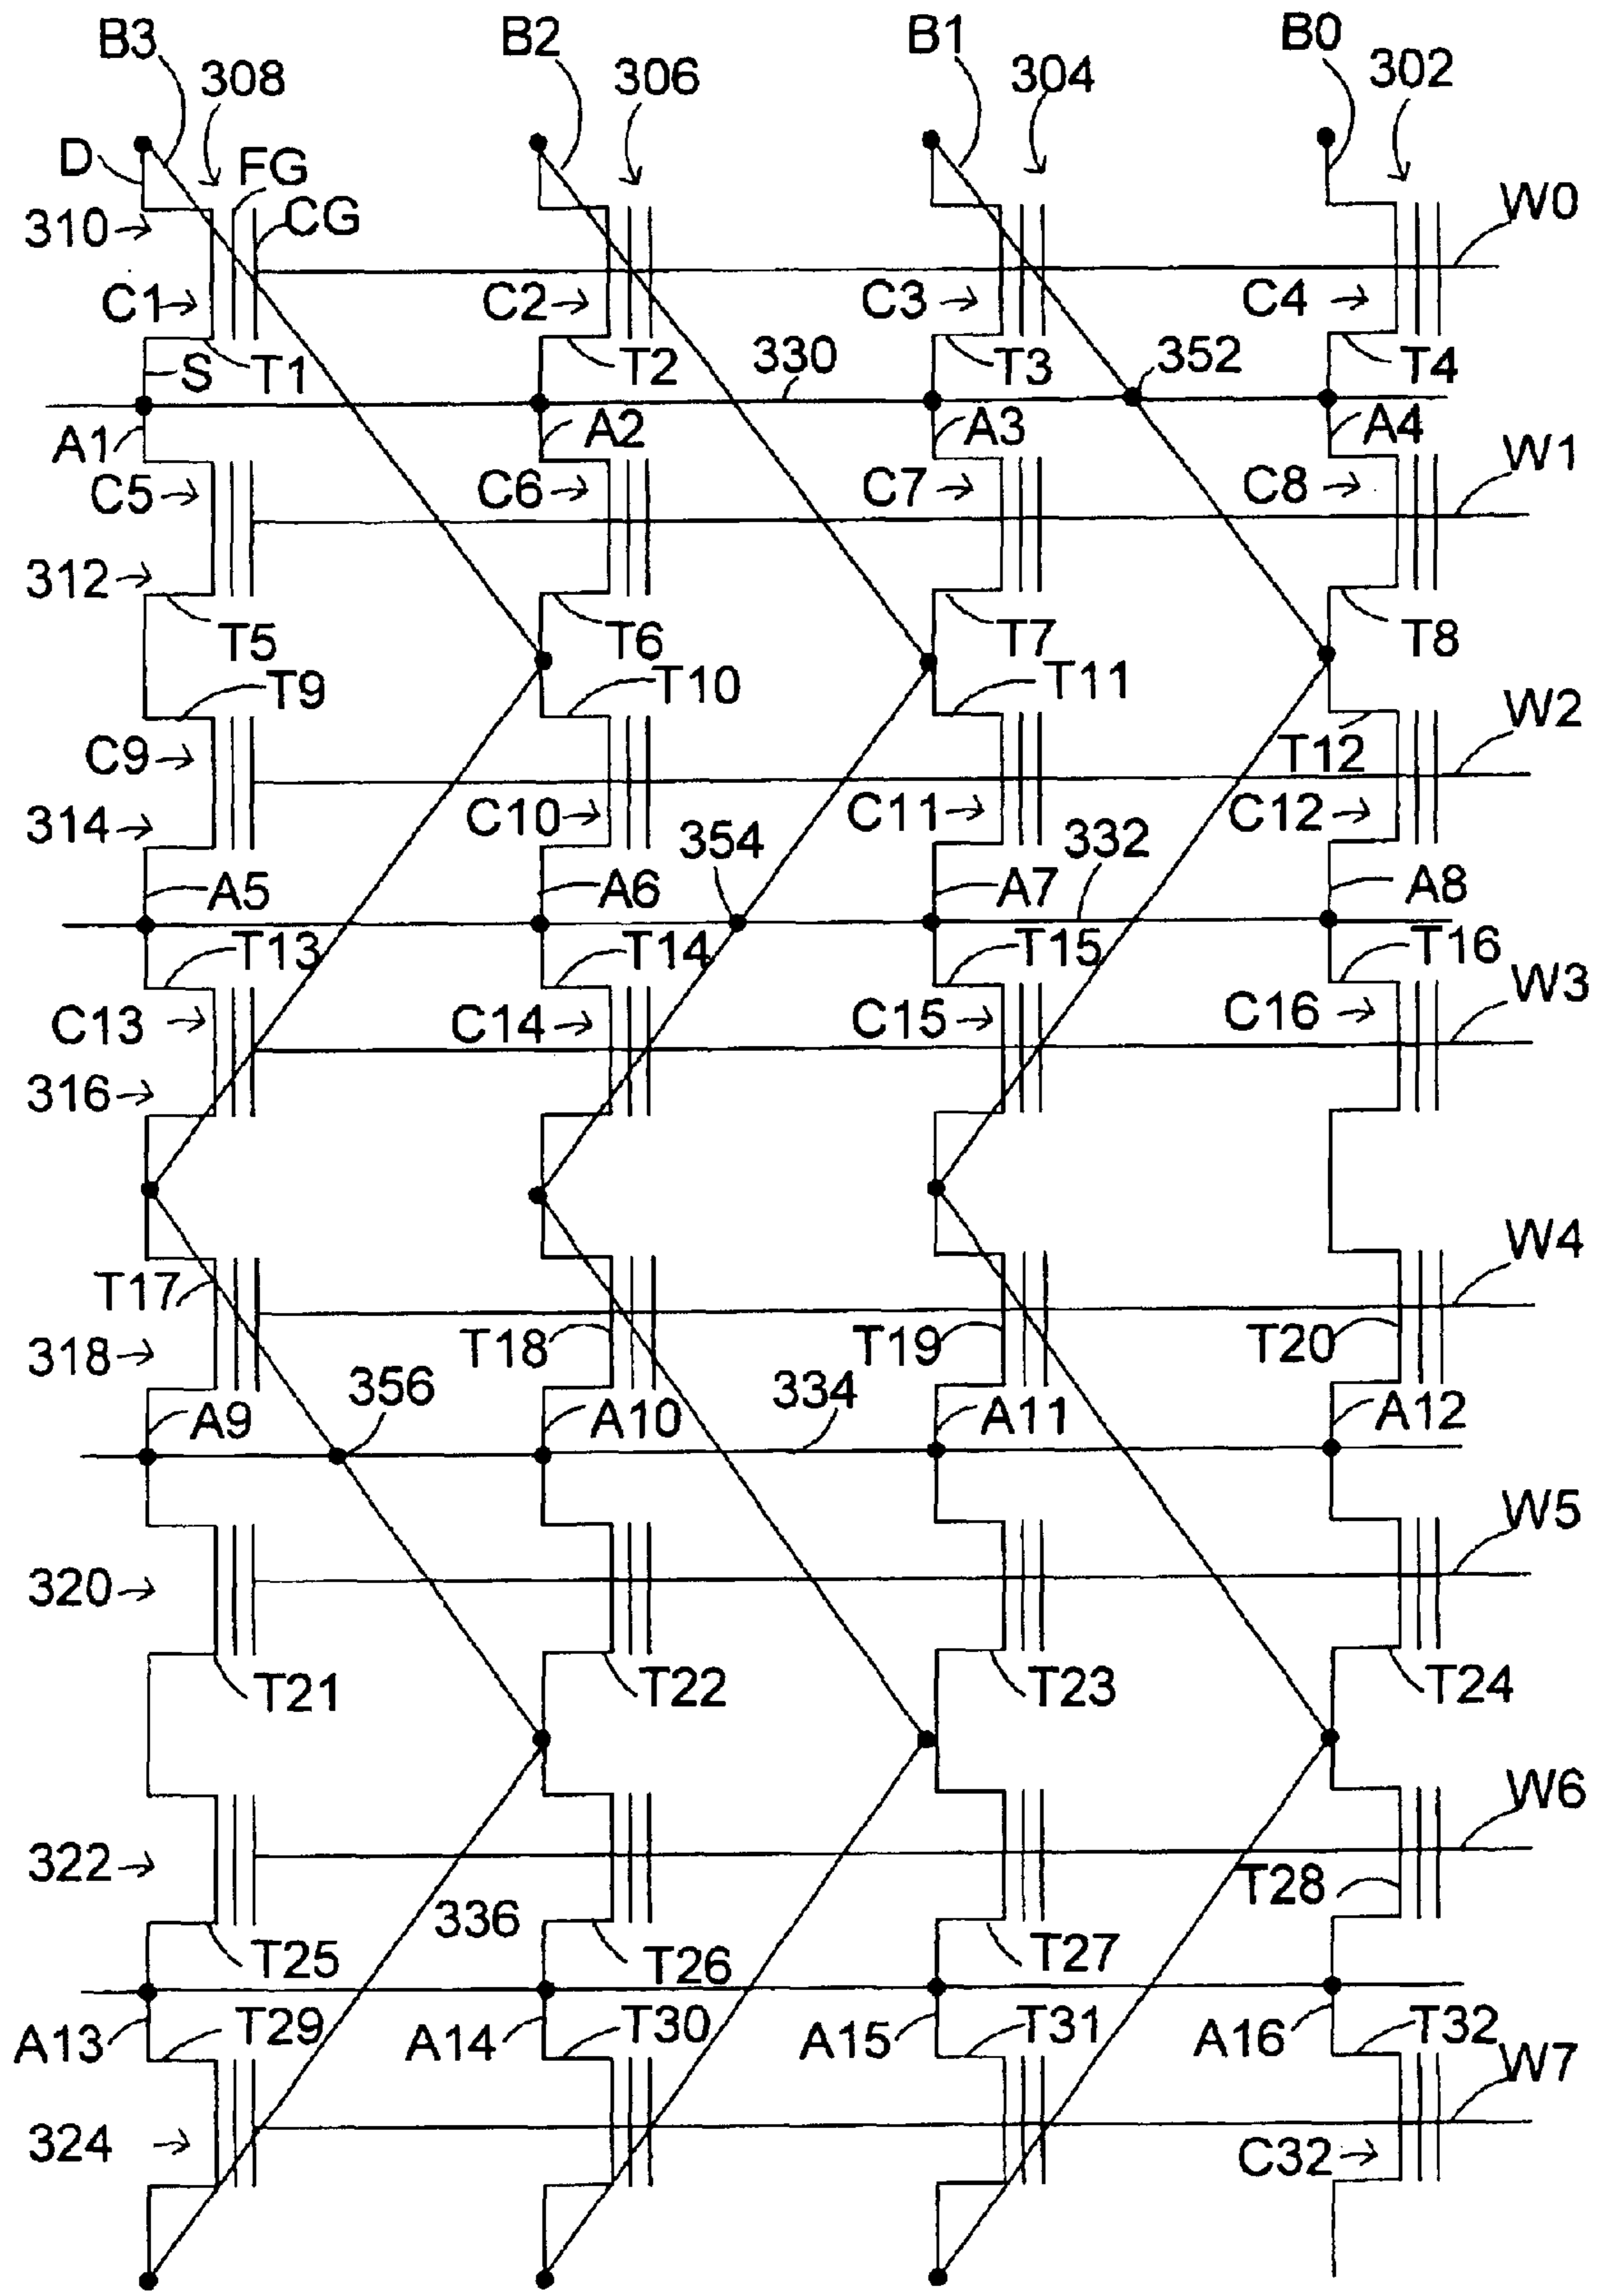 B3 B2 B1 B0
308 306 304 302
D FG
310 CG W0
C1 C2 C3 C4
S T1 T2 330 T3 352 T4
A1 A2 A3 A4
C5 C6 C7 C8 W1
312
T5 T6 T7 T8
T9 T10 T11
C9 T12 W2
314 C10 354 C11 332 C12
A5 A6 A7 A8
T13 T14 T15 T16
C13 C14 C15 C16 W3
316
T17 W4
318 T18 T19 T20
356 334
A9 A10 A11 A12
W5
320
T21 T22 T23 T24
W6
322 T28
336
T25 T26 T27
A13 T29 A14 T30 A15 T31 A16 T32
W7
324 C32